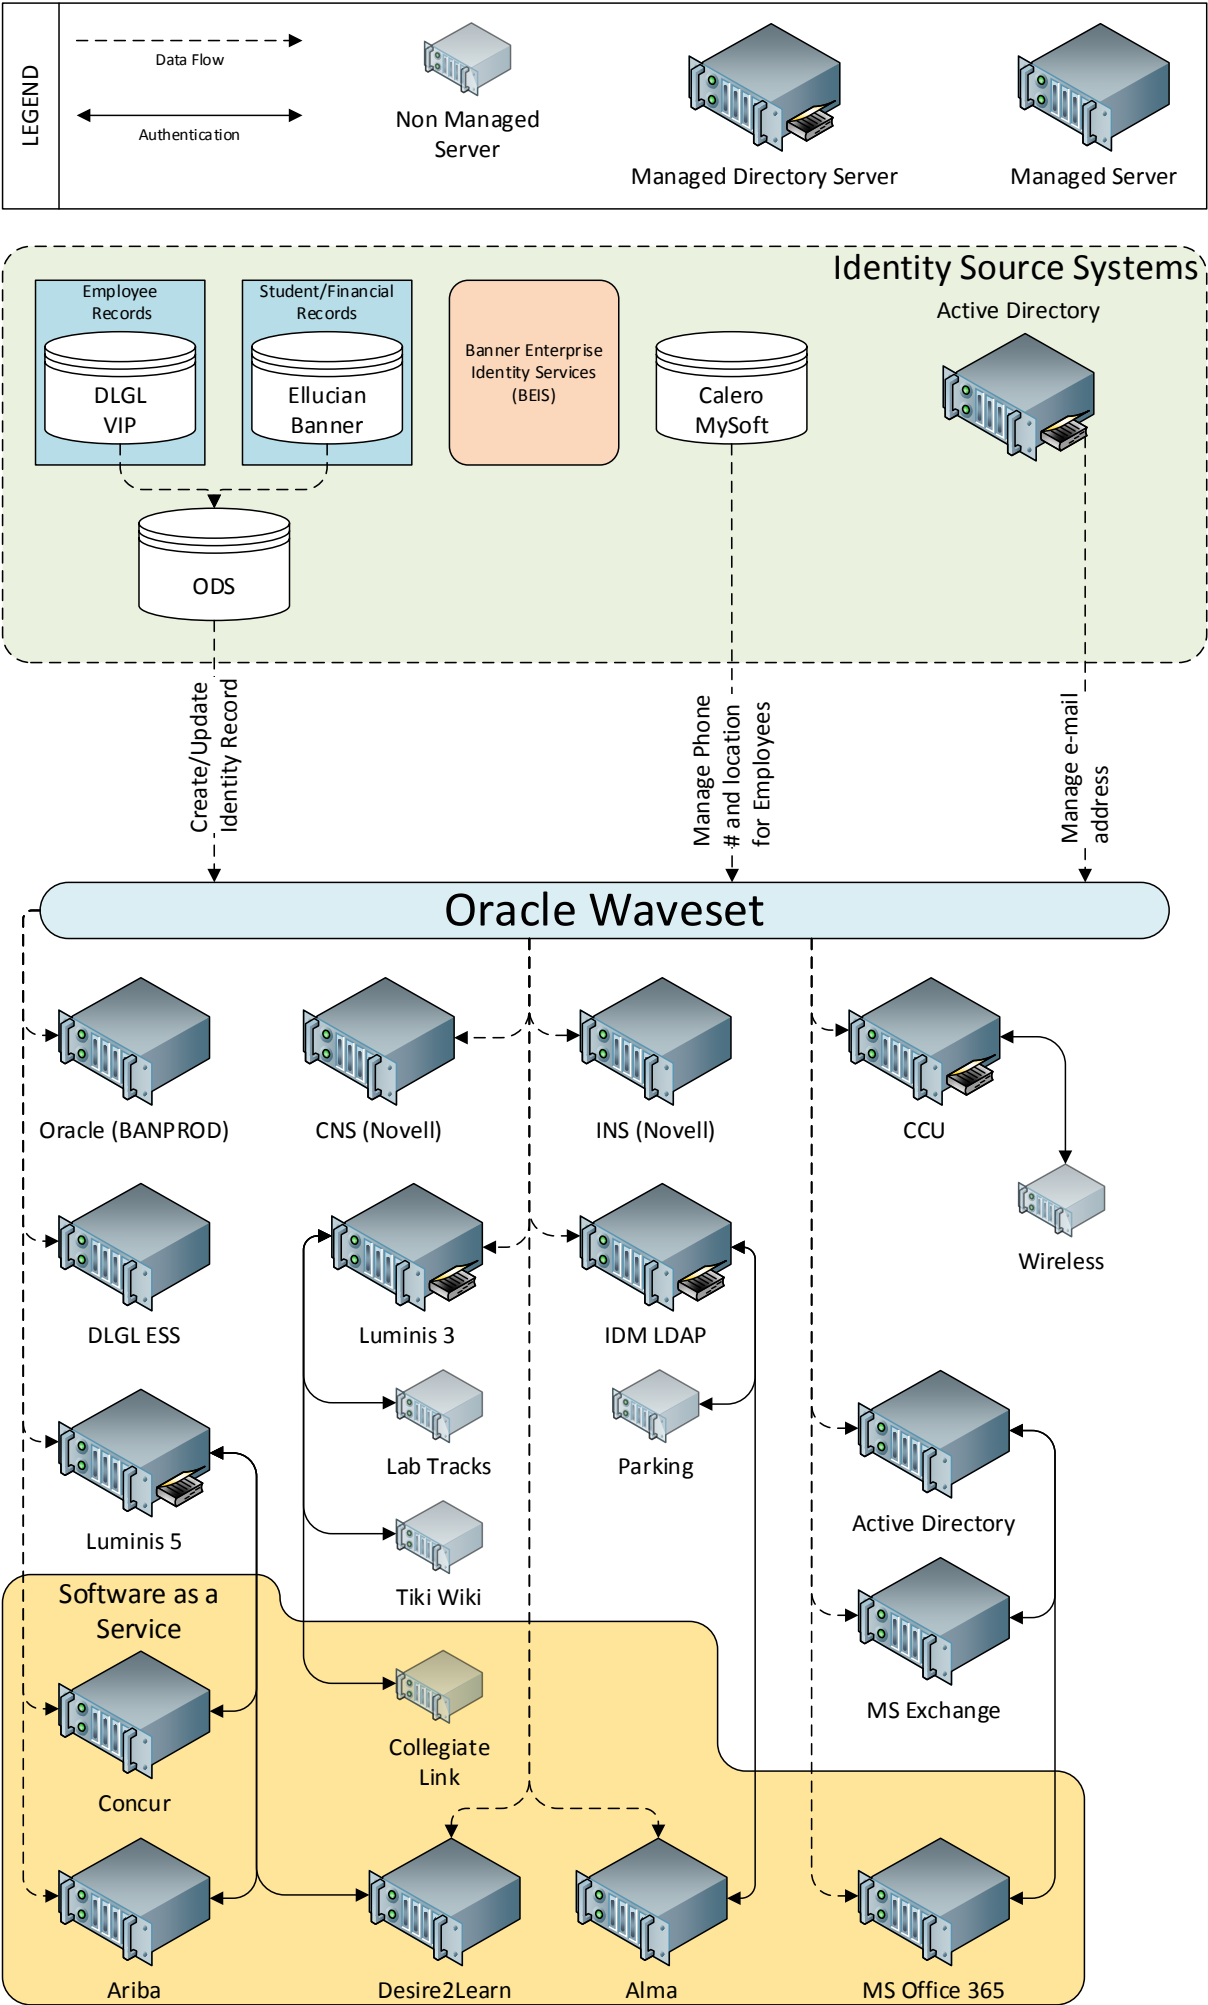 LEGEND
Data Flow
Authentication
Non Managed
Server
Managed Directory Server
Managed Server
Identity Source Systems
Employee
Records
DLGL
VIP
Student/Financial
Records
Ellucian
Banner
Banner Enterprise
Identity Services
(BEIS)
Calero
MySoft
Active Directory
ODS
Create/Update
Identity Record
Manage Phone
# and location
for Employees
Manage e-mail
address
Oracle Waveset
Oracle (BANPROD)
CNS (Novell)
INS (Novell)
CCU
Wireless
DLGL ESS
Luminis 3
IDM LDAP
Lab Tracks
Parking
Luminis 5
Active Directory
Tiki Wiki
Software as a
Service
MS Exchange
Collegiate
Link
Concur
Ariba
Desire2Learn
Alma
MS Office 365